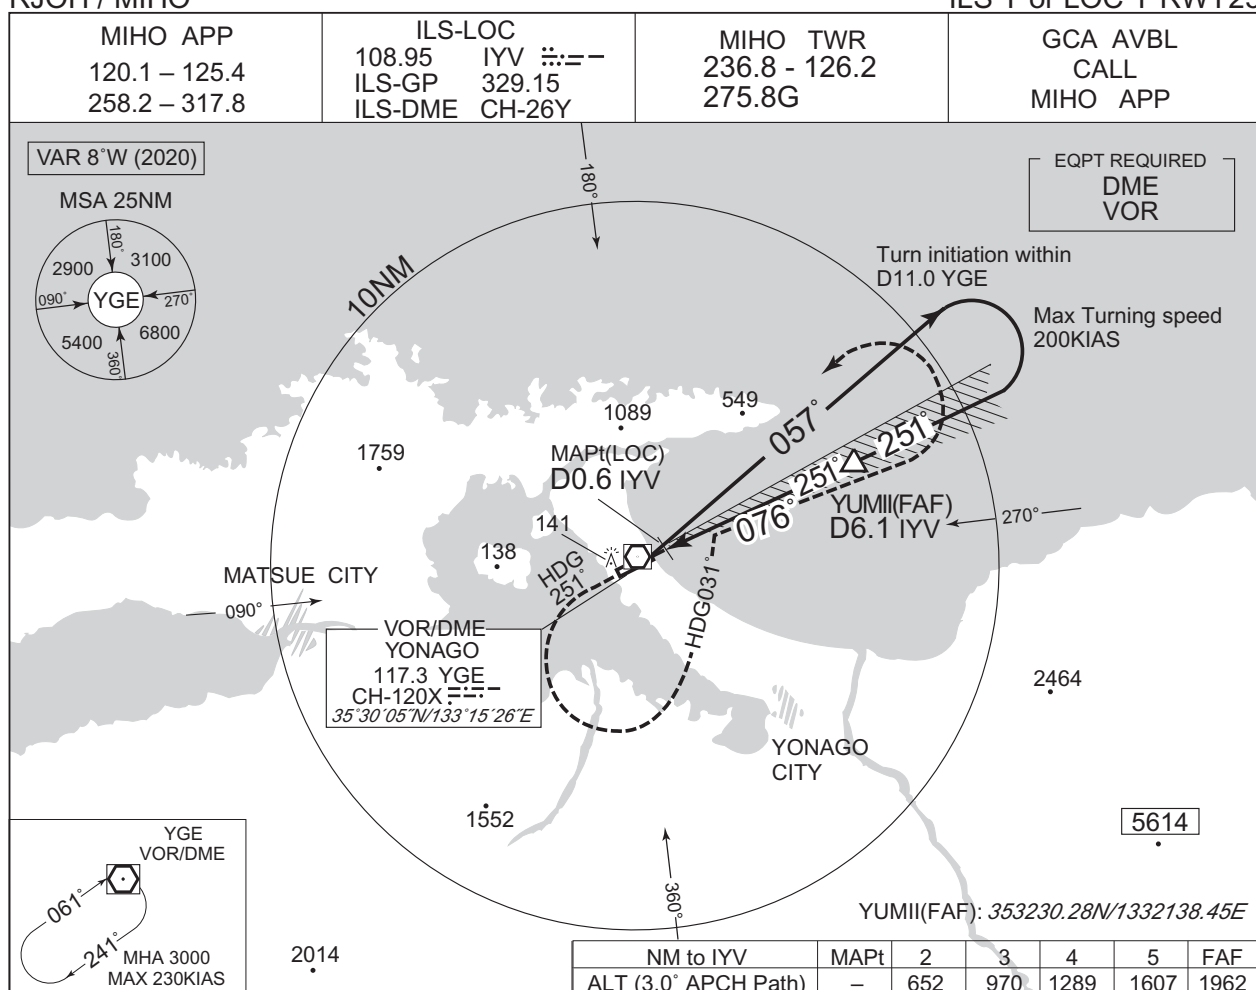 RJOH / MIHO
ILS Y or LOC Y RWY25
MIHO APP
120.1 – 125.4
258.2 – 317.8
ILS-LOC
108.95 IYV
ILS-GP 329.15
ILS-DME CH-26Y
MIHO TWR
236.8 - 126.2
275.8G
GCA AVBL
CALL
MIHO APP
VAR 8°W (2020)
MSA 25NM
180°
2900
3100
090°
YGE
270°
5400
6800
360°
180°
EQPT REQUIRED
DME
VOR
10NM
Turn initiation within
D11.0 YGE
Max Turning speed
200KIAS
1089
549
057°
1759
MAPt(LOC)
D0.6 IYV
251°
251°
076°
YUMII(FAF)
D6.1 IYV
270°
141
138
HDG
251°
MATSUE CITY
090°
HDG031°
VOR/DME
YONAGO
117.3 YGE
CH-120X
35°30′05″N/133°15′26″E
2464
YONAGO
CITY
1552
5614
YGE
VOR/DME
061°
241°
MHA 3000
MAX 230KIAS
360°
2014
YUMII(FAF): 353230.28N/1332138.45E
NM to IYV MAPt 2 3 4 5 FAF
ALT (3.0° APCH Path) – 652 970 1289 1607 1962